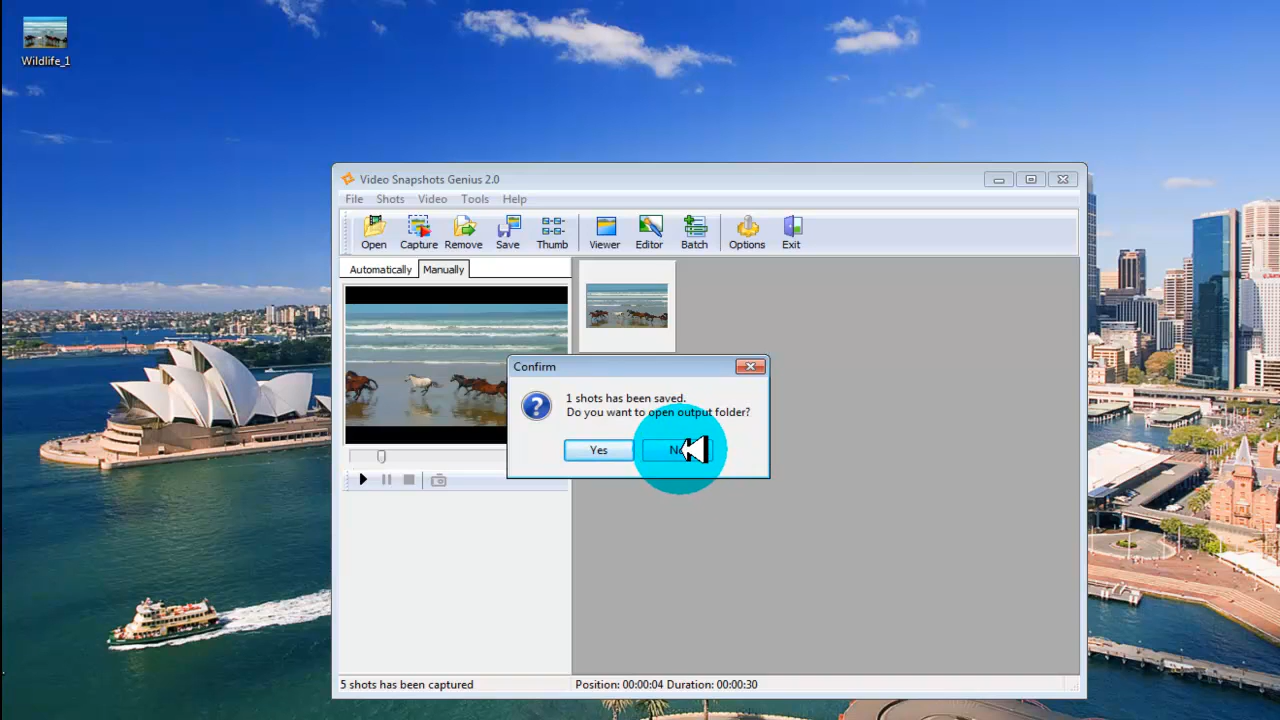 Wildlife_1
Video Snapshots Genius 2.0
File Shots Video Tools Help
Open Capture Remove Save Thumb Viewer Editor Batch Options Exit
Automatically Manually
Confirm
1 shots has been saved.
Do you want to open output folder?
Yes
5 shots has been captured Position: 00:00:04 Duration: 00:00:30